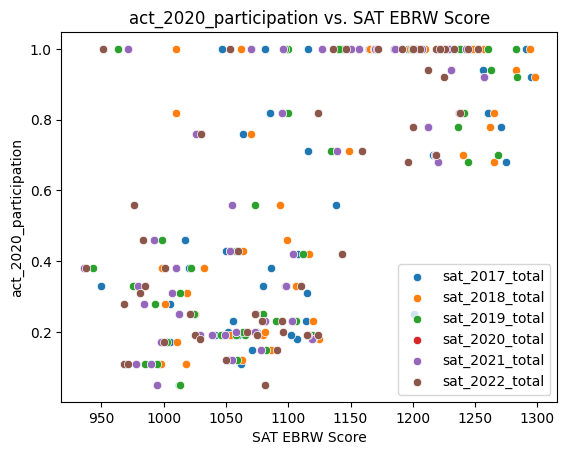 act_2020_participation vs. SAT EBRW Score
1.0
0.8
0.6
0.4
0.2
act_2020_participation
sat_2017_total
sat_2018_total
sat_2019_total
sat_2020_total
sat_2021_total
sat_2022_total
950 1000 1050 1100 1150 1200 1250 1300
SAT EBRW Score